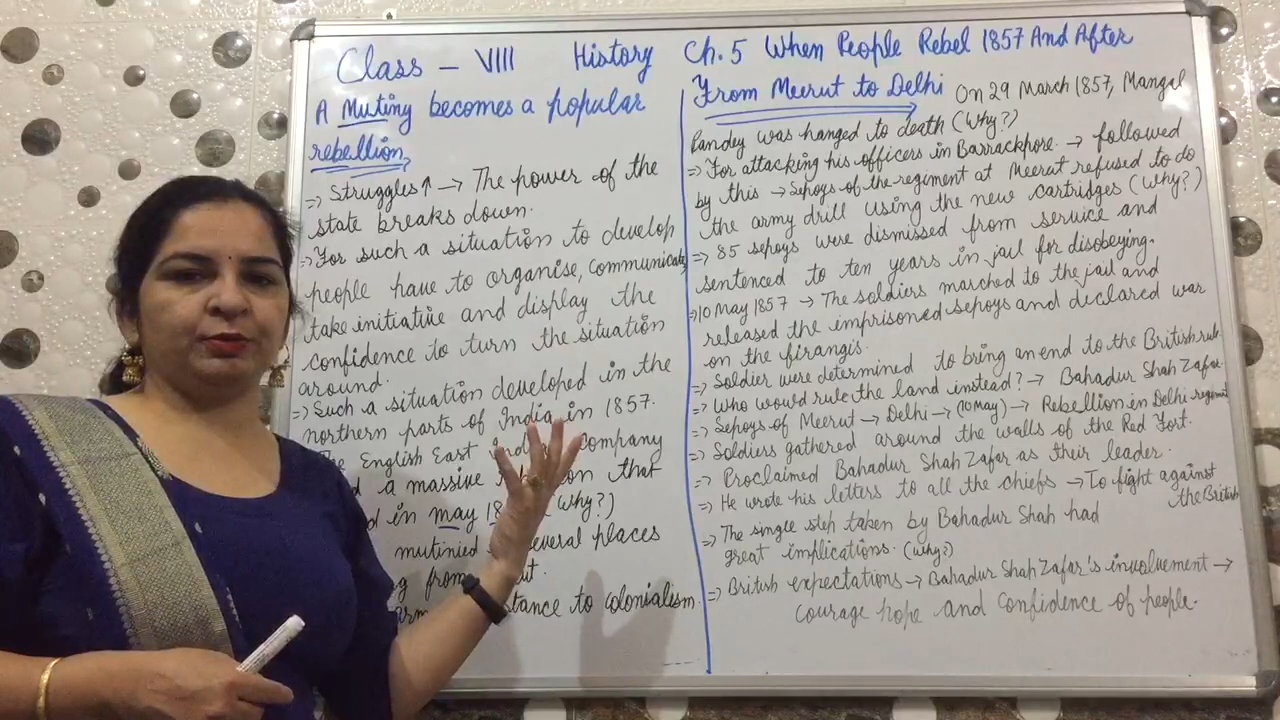 Class - VIII History Ch. 5 When People Rebel 1857 And After
A Mutiny becomes a popular
rebellion
=> Struggles↑ → The power of the
state breaks down.
=> For such a situation to develop
people have to organise, communicate,
take initiative and display the
confidence to turn the situation
around.
=> Such a situation developed in the
northern parts of India in 1857.
The English East Company
a massive that
in may (Why?)
mutinied several places
from
to colonialism.
From Meerut to Delhi On 29 March 1857, Mangal
Pandey was hanged to death (Why?)
=> For attacking his officers in Barrackpore. → followed
by this → Sepoys of the regiment at Meerut refused to do
the army drill using the new cartridges (Why?)
=> 85 sepoys were dismissed from service and
sentenced to ten years in jail for disobeying.
=> 10 May 1857 → The soldiers marched to the jail and
released the imprisoned sepoys and declared war
on the firangis.
=> Soldier were determined to bring an end to the British rule.
=> Who would rule the land instead? → Bahadur Shah Zafar.
=> Sepoys of Meerut → Delhi → (10 May) → Rebellion in Delhi regiment
=> Soldiers gathered around the walls of the Red Fort.
=> Proclaimed Bahadur Shah Zafar as their leader.
=> He wrote his letters to all the chiefs → To fight against
the British
=> The single step taken by Bahadur Shah had
great implications. (why?)
=> British expectations → Bahadur Shah Zafar's involvement →
courage hope and confidence of people.